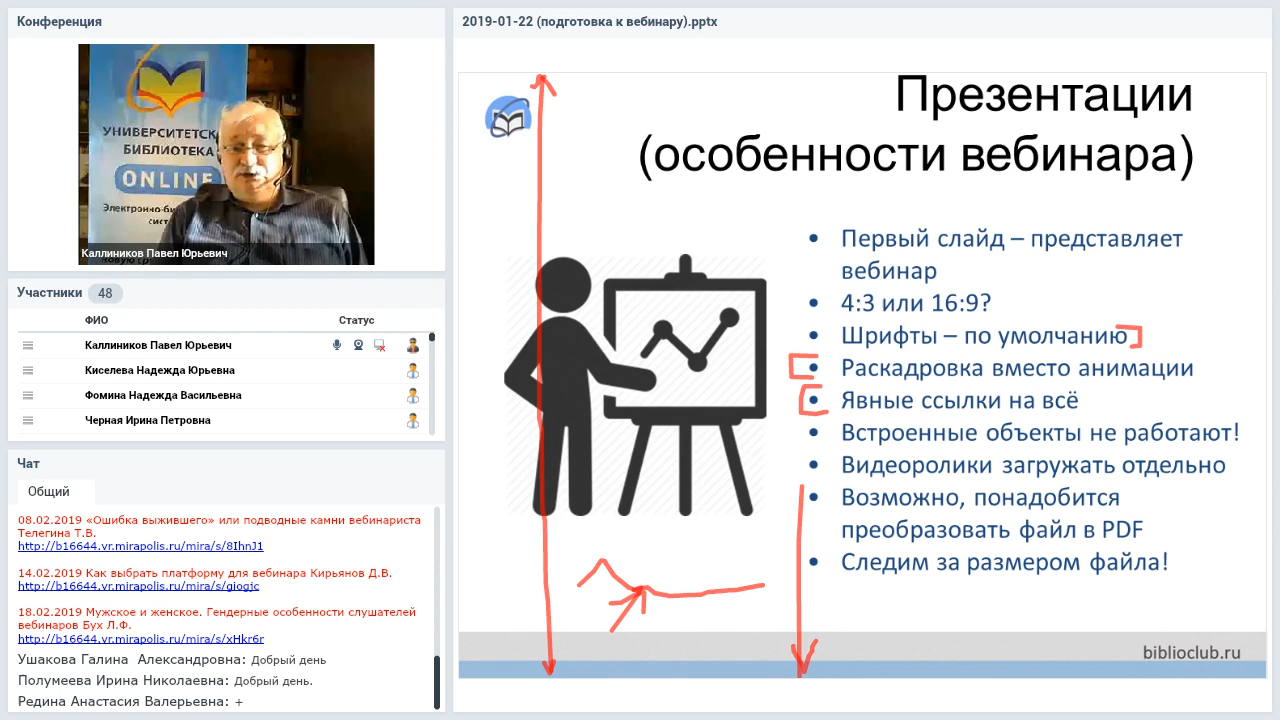 Конференция
УНИВЕРСИТЕТСК
БИБЛИОТЕКА
ONLINE
Каллиников Павел Юрьевич
Участники 48
ФИО Статус
Каллиников Павел Юрьевич
Киселева Надежда Юрьевна
Фомина Надежда Васильевна
Черная Ирина Петровна
Чат
Общий
08.02.2019 «Ошибка выжившего» или подводные камни вебинариста
Телегина Т.В.
http://b16644.vr.mirapolis.ru/mira/s/8IhnJ1
14.02.2019 Как выбрать платформу для вебинара Кирьянов Д.В.
http://b16644.vr.mirapolis.ru/mira/s/giogic
18.02.2019 Мужское и женское. Гендерные особенности слушателей
вебинаров Бух Л.Ф.
http://b16644.vr.mirapolis.ru/mira/s/xHkr6r
Ушакова Галина Александровна: Добрый день
Полумеева Ирина Николаевна: Добрый день.
Редина Анастасия Валерьевна: +
2019-01-22 (подготовка к вебинару).pptx
Презентации
(особенности вебинара)
• Первый слайд – представляет
вебинар
• 4:3 или 16:9?
• Шрифты – по умолчанию
• Раскадровка вместо анимации
• Явные ссылки на всё
• Встроенные объекты не работают!
• Видеоролики загружать отдельно
• Возможно, понадобится
преобразовать файл в PDF
• Следим за размером файла!
biblioclub.ru